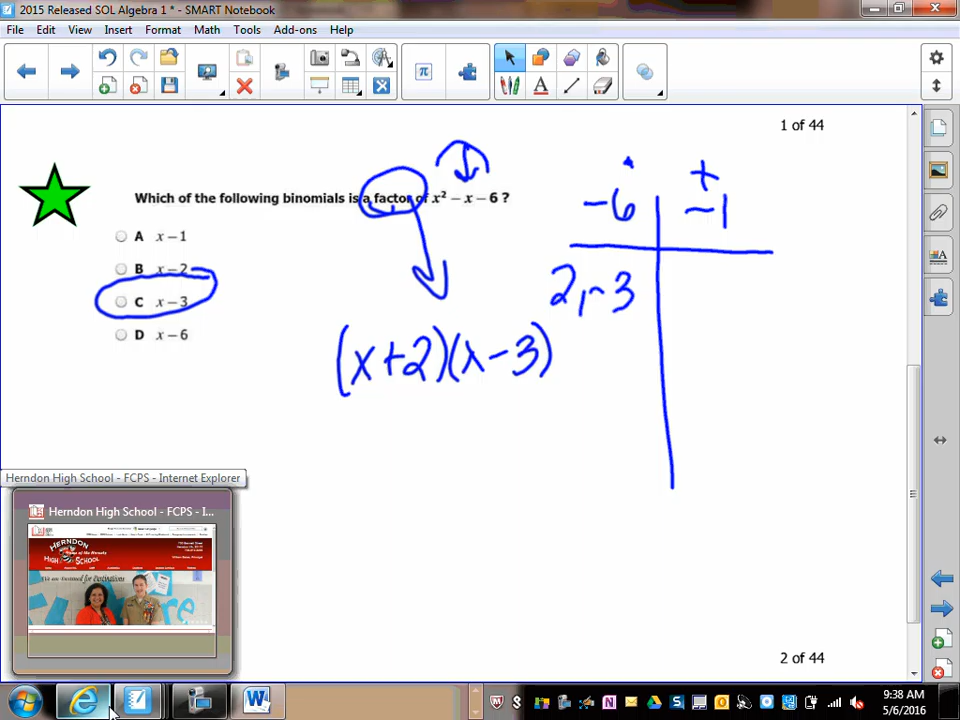 2015 Released SOL Algebra 1 * - SMART Notebook
File Edit View Insert Format Math Tools Add-ons Help
1 of 44
Which of the following binomials is a factor of x² − x − 6 ?
A x − 1
B x − 2
C x − 3
D x − 6
−6 +
−1
2, −3
(x+2)(x−3)
Herndon High School - FCPS - Internet Explorer
Herndon High School - FCPS - I...
HERNDON
HIGH SCHOOL
2 of 44
9:38 AM
5/6/2016